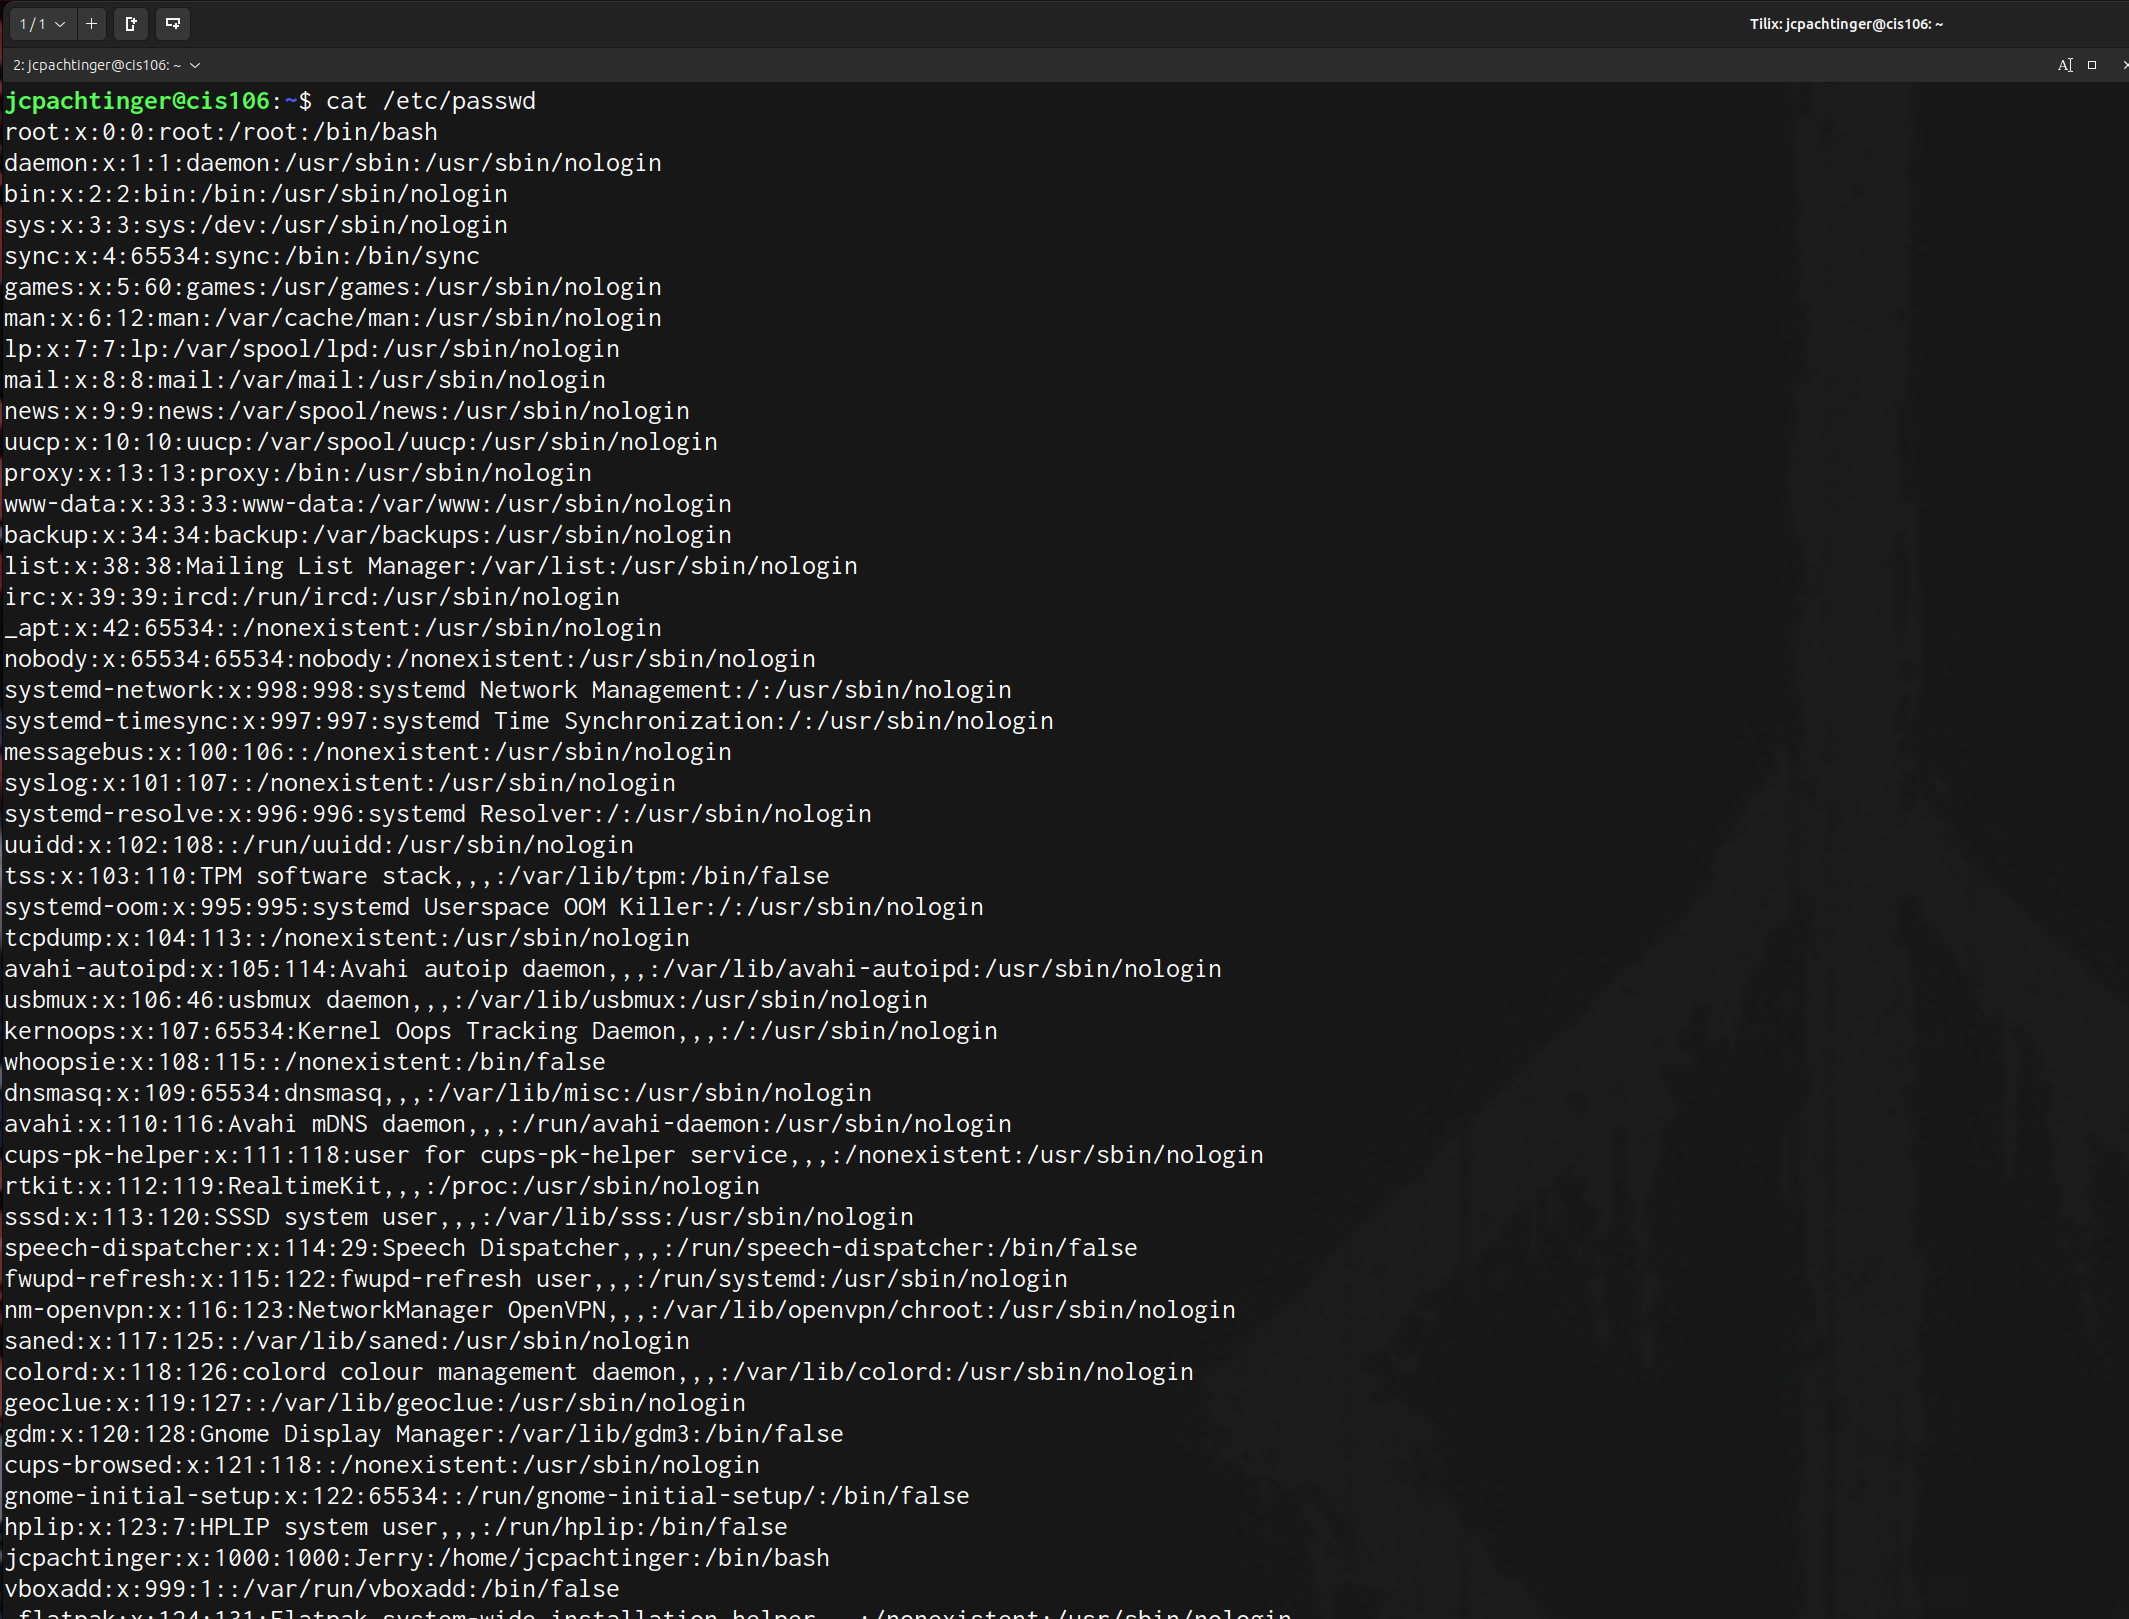 1 / 1
Tilix: jcpachtinger@cis106: ~
2: jcpachtinger@cis106: ~
jcpachtinger@cis106:~$ cat /etc/passwd
root:x:0:0:root:/root:/bin/bash
daemon:x:1:1:daemon:/usr/sbin:/usr/sbin/nologin
bin:x:2:2:bin:/bin:/usr/sbin/nologin
sys:x:3:3:sys:/dev:/usr/sbin/nologin
sync:x:4:65534:sync:/bin:/bin/sync
games:x:5:60:games:/usr/games:/usr/sbin/nologin
man:x:6:12:man:/var/cache/man:/usr/sbin/nologin
lp:x:7:7:lp:/var/spool/lpd:/usr/sbin/nologin
mail:x:8:8:mail:/var/mail:/usr/sbin/nologin
news:x:9:9:news:/var/spool/news:/usr/sbin/nologin
uucp:x:10:10:uucp:/var/spool/uucp:/usr/sbin/nologin
proxy:x:13:13:proxy:/bin:/usr/sbin/nologin
www-data:x:33:33:www-data:/var/www:/usr/sbin/nologin
backup:x:34:34:backup:/var/backups:/usr/sbin/nologin
list:x:38:38:Mailing List Manager:/var/list:/usr/sbin/nologin
irc:x:39:39:ircd:/run/ircd:/usr/sbin/nologin
_apt:x:42:65534::/nonexistent:/usr/sbin/nologin
nobody:x:65534:65534:nobody:/nonexistent:/usr/sbin/nologin
systemd-network:x:998:998:systemd Network Management:/:/usr/sbin/nologin
systemd-timesync:x:997:997:systemd Time Synchronization:/:/usr/sbin/nologin
messagebus:x:100:106::/nonexistent:/usr/sbin/nologin
syslog:x:101:107::/nonexistent:/usr/sbin/nologin
systemd-resolve:x:996:996:systemd Resolver:/:/usr/sbin/nologin
uuidd:x:102:108::/run/uuidd:/usr/sbin/nologin
tss:x:103:110:TPM software stack,,,:/var/lib/tpm:/bin/false
systemd-oom:x:995:995:systemd Userspace OOM Killer:/:/usr/sbin/nologin
tcpdump:x:104:113::/nonexistent:/usr/sbin/nologin
avahi-autoipd:x:105:114:Avahi autoip daemon,,,:/var/lib/avahi-autoipd:/usr/sbin/nologin
usbmux:x:106:46:usbmux daemon,,,:/var/lib/usbmux:/usr/sbin/nologin
kernoops:x:107:65534:Kernel Oops Tracking Daemon,,,:/:/usr/sbin/nologin
whoopsie:x:108:115::/nonexistent:/bin/false
dnsmasq:x:109:65534:dnsmasq,,,:/var/lib/misc:/usr/sbin/nologin
avahi:x:110:116:Avahi mDNS daemon,,,:/run/avahi-daemon:/usr/sbin/nologin
cups-pk-helper:x:111:118:user for cups-pk-helper service,,,:/nonexistent:/usr/sbin/nologin
rtkit:x:112:119:RealtimeKit,,,:/proc:/usr/sbin/nologin
sssd:x:113:120:SSSD system user,,,:/var/lib/sss:/usr/sbin/nologin
speech-dispatcher:x:114:29:Speech Dispatcher,,,:/run/speech-dispatcher:/bin/false
fwupd-refresh:x:115:122:fwupd-refresh user,,,:/run/systemd:/usr/sbin/nologin
nm-openvpn:x:116:123:NetworkManager OpenVPN,,,:/var/lib/openvpn/chroot:/usr/sbin/nologin
saned:x:117:125::/var/lib/saned:/usr/sbin/nologin
colord:x:118:126:colord colour management daemon,,,:/var/lib/colord:/usr/sbin/nologin
geoclue:x:119:127::/var/lib/geoclue:/usr/sbin/nologin
gdm:x:120:128:Gnome Display Manager:/var/lib/gdm3:/bin/false
cups-browsed:x:121:118::/nonexistent:/usr/sbin/nologin
gnome-initial-setup:x:122:65534::/run/gnome-initial-setup/:/bin/false
hplip:x:123:7:HPLIP system user,,,:/run/hplip:/bin/false
jcpachtinger:x:1000:1000:Jerry:/home/jcpachtinger:/bin/bash
vboxadd:x:999:1::/var/run/vboxadd:/bin/false
_flatpak:x:124:131:Flatpak system-wide installation helper,,,:/nonexistent:/usr/sbin/nologin